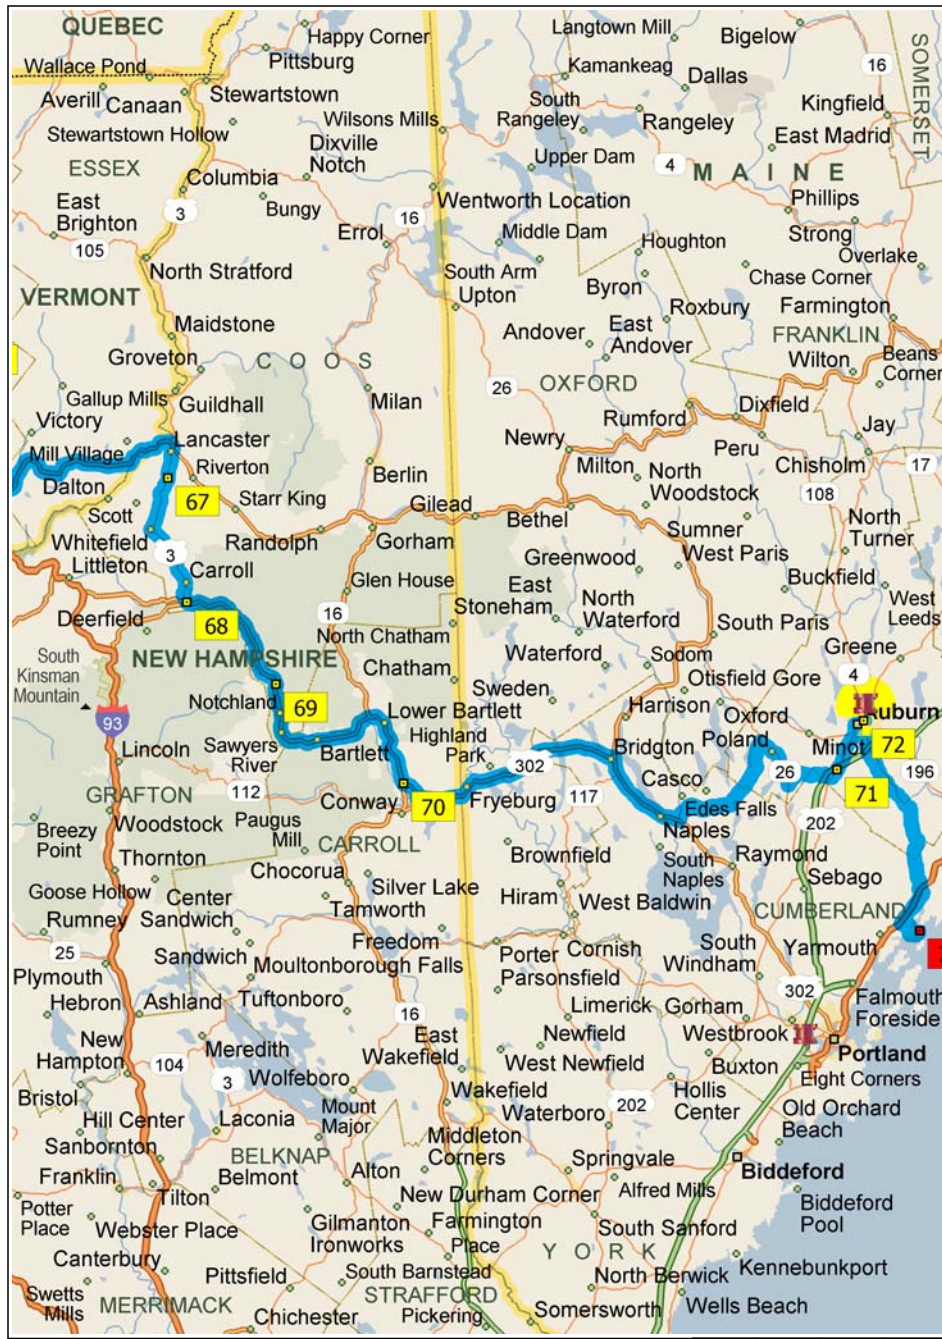 QUEBEC
Happy Corner
Langtown Mill
Bigelow
SOMERSET
Wallace Pond
Pittsburg
Kamankeag
16
Averill
Canaan
Stewartstown
Dallas
Stewartstown Hollow
Wilsons Mills
South
Rangeley
Rangeley
Kingfield
Dixville
Notch
East Madrid
ESSEX
Upper Dam
4
MAINE
Columbia
East
Brighton
3
Bungy
16
Wentworth Location
Phillips
Errol
Middle Dam
Houghton
Strong
105
Overlake
North Stratford
South Arm
Upton
Byron
Chase Corner
VERMONT
Roxbury
Farmington
Maidstone
Andover
East
Andover
FRANKLIN
Groveton
COOS
Wilton
Beans
Corner
26
OXFORD
Gallup Mills
Guildhall
Milan
Victory
Rumford
Dixfield
Mill Village
Lancaster
Newry
Peru
Jay
Riverton
Berlin
Milton
Chisholm
17
Dalton
67
Starr King
Gilead
North
Woodstock
108
Scott
Bethel
Whitefield
3
Randolph
Gorham
Sumner
North
Turner
Littleton
Carroll
Greenwood
West Paris
Glen House
East
Stoneham
Buckfield
Deerfield
68
16
North
Waterford
West
Leeds
North Chatham
South Paris
South
Kinsman
Mountain
NEW HAMPSHIRE
Chatham
Waterford
Sodom
Greene
Sweden
Otisfield Gore
4
Notchland
69
Harrison
93
Lower Bartlett
Oxford
Auburn
Sawyers
River
Bartlett
Highland
Park
Bridgton
Poland
Minot
72
Lincoln
302
Casco
26
196
GRAFTON
112
Conway
70
Fryeburg
117
Edes Falls
71
Woodstock
Paugus
Mill
CARROLL
Naples
202
Breezy
Point
Thornton
Chocorua
Brownfield
South
Naples
Raymond
Goose Hollow
Center
Sandwich
Silver Lake
Hiram
Sebago
Rumney
Tamworth
West Baldwin
CUMBERLAND
25
Sandwich
Freedom
Porter
Cornish
South
Windham
Yarmouth
Plymouth
Moultonborough Falls
Parsonsfield
302
Hebron
Ashland
Tuftonboro
Limerick
Gorham
Falmouth
Foreside
New
Hampton
16
East
Wakefield
Newfield
Westbrook
Meredith
104
West Newfield
Buxton
Portland
3
Wolfeboro
Eight Corners
Bristol
Wakefield
Hollis
Center
Hill Center
Mount
Major
Waterboro
202
Old Orchard
Beach
Laconia
Sanbornton
Middleton
Corners
BELKNAP
Springvale
Biddeford
Franklin
Belmont
Alton
Tilton
New Durham Corner
Alfred Mills
Biddeford
Pool
Potter
Place
Webster Place
Gilmanton
Ironworks
Farmington
Place
South Sanford
Canterbury
YORK
Kennebunkport
Pittsfield
South Barnstead
North Berwick
Swetts
Mills
MERRIMACK
STRAFFORD
Wells Beach
Chichester
Pickering
Somersworth